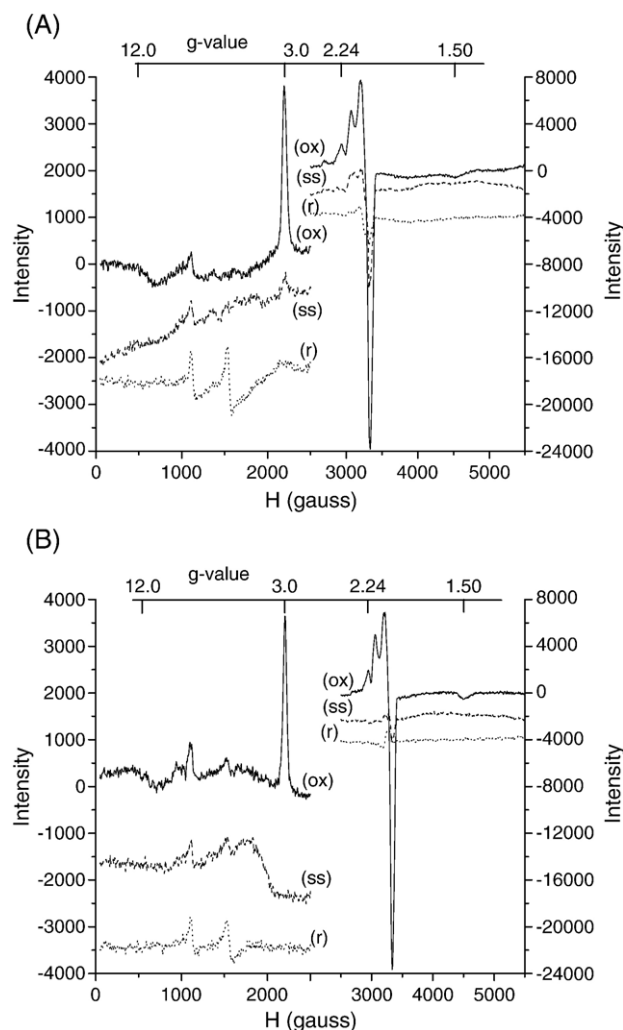 (A)
g-value
12.0 3.0 2.24 1.50
4000 8000
3000 4000
2000 0
1000 -4000
0 -8000
-1000 -12000
-2000 -16000
-3000 -20000
-4000 -24000
Intensity
Intensity
(ox)
(ss)
(r)
(ox)
(ss)
(r)
0 1000 2000 3000 4000 5000
H (gauss)
(B)
g-value
12.0 3.0 2.24 1.50
4000 8000
3000 4000
2000 0
1000 -4000
0 -8000
-1000 -12000
-2000 -16000
-3000 -20000
-4000 -24000
Intensity
Intensity
(ox)
(ss)
(r)
(ox)
(ss)
(r)
0 1000 2000 3000 4000 5000
H (gauss)